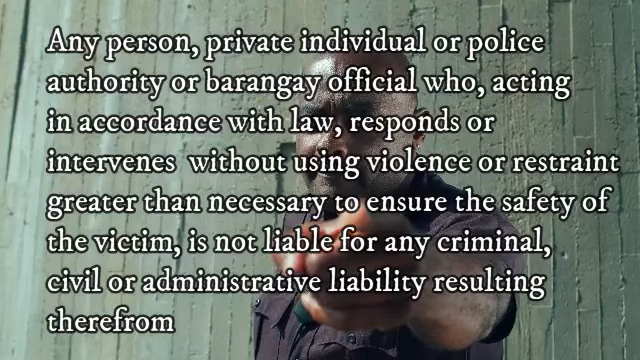 Any person, private individual or police
authority or barangay official who, acting
in accordance with law, responds or
intervenes without using violence or restraint
greater than necessary to ensure the safety of
the victim, is not liable for any criminal,
civil or administrative liability resulting
therefrom